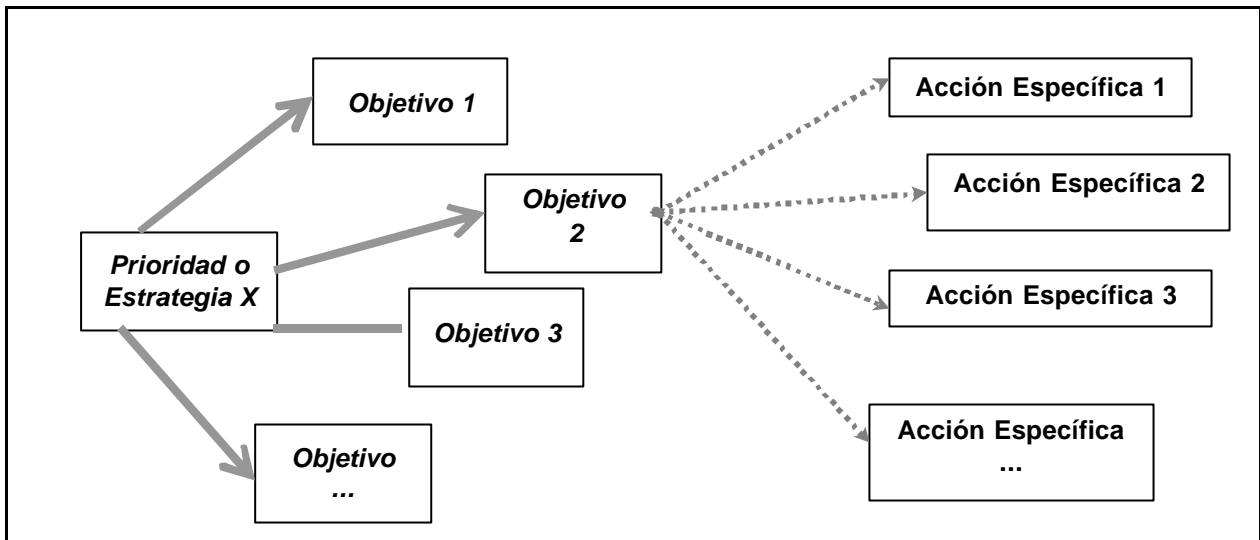 Objetivo 1
Acción Específica 1
Objetivo
2
Acción Específica 2
Prioridad o
Estrategia X
Acción Específica 3
Objetivo 3
Objetivo
...
Acción Específica
...